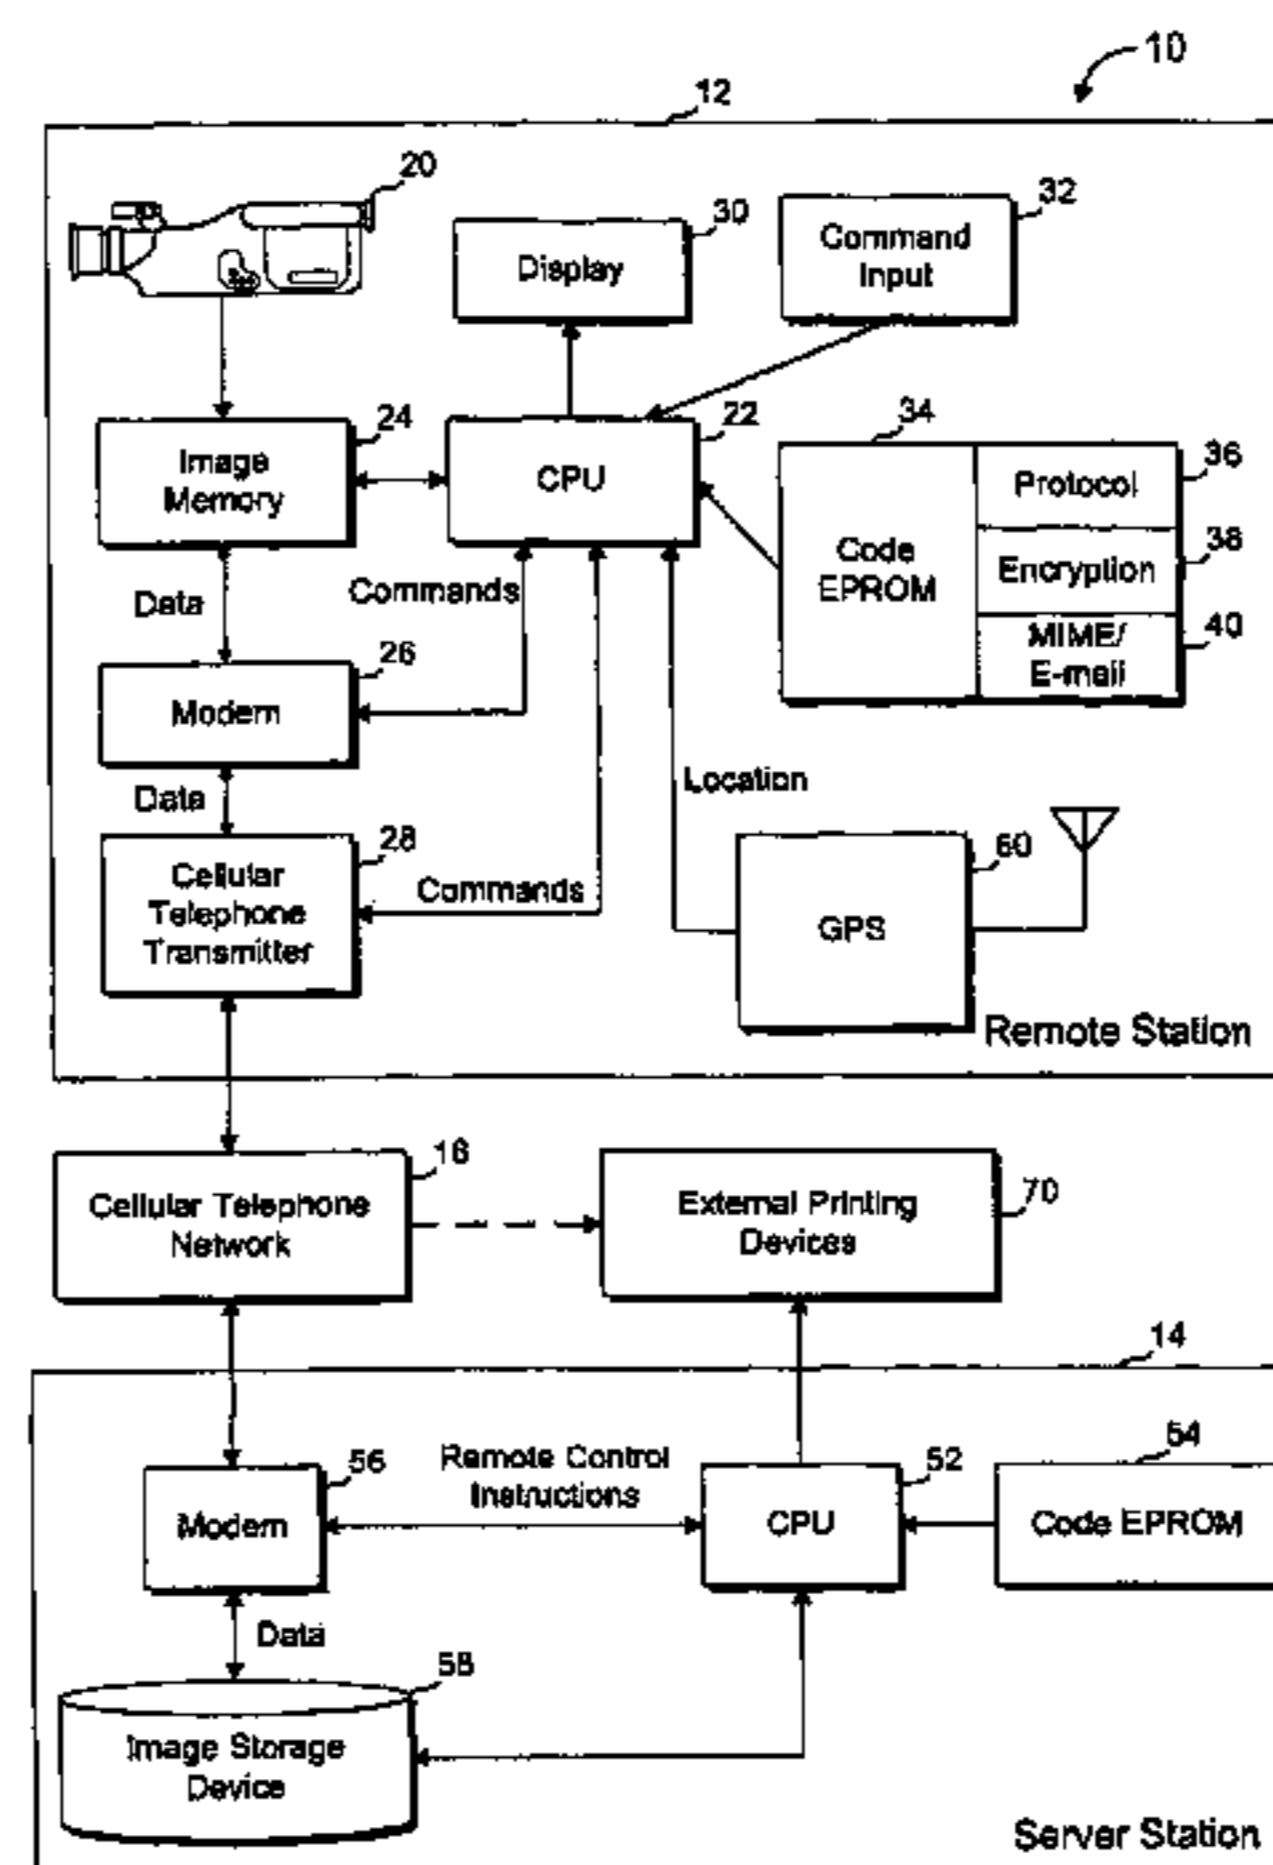 10
12
20
30
32
Display
Command
Input
24
22
34
36
Image
Memory
CPU
Code
EPROM
Protocol
38
Encryption
40
MIME/
E-mail
Data
Commands
26
Modem
Data
Location
28
Cellular
Telephone
Transmitter
Commands
60
GPS
Remote Station
16
Cellular Telephone
Network
External Printing
Devices
70
14
56
Modem
Remote Control
Instructions
52
CPU
54
Code EPROM
Data
58
Image Storage
Device
Server Station